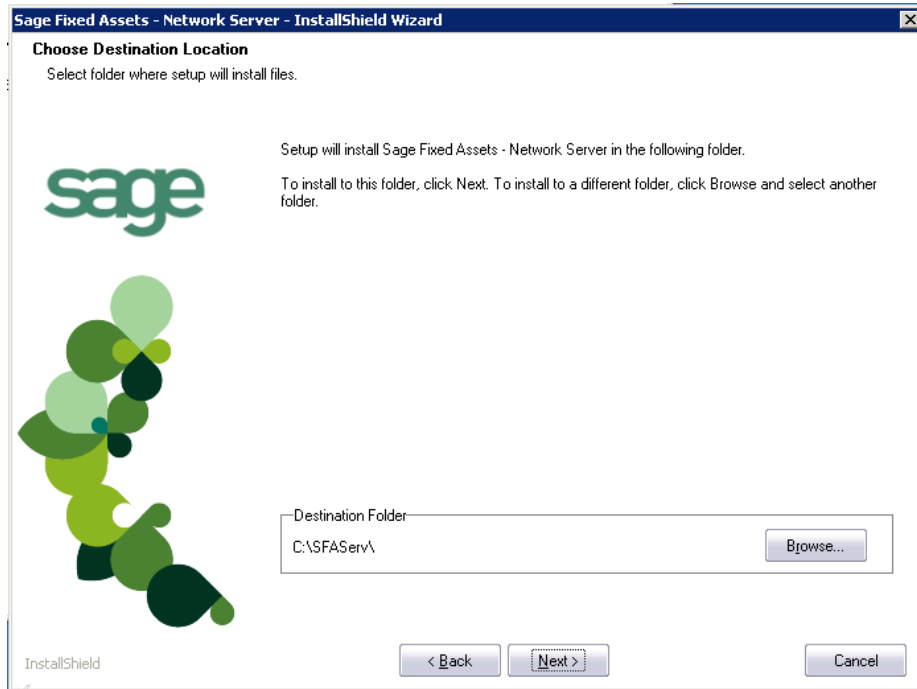 Sage Fixed Assets - Network Server - InstallShield Wizard
Choose Destination Location
Select folder where setup will install files.
sage
Setup will install Sage Fixed Assets - Network Server in the following folder.
To install to this folder, click Next. To install to a different folder, click Browse and select another
folder.
Destination Folder
C:\SFAServ\
Browse...
InstallShield
< Back
Next >
Cancel